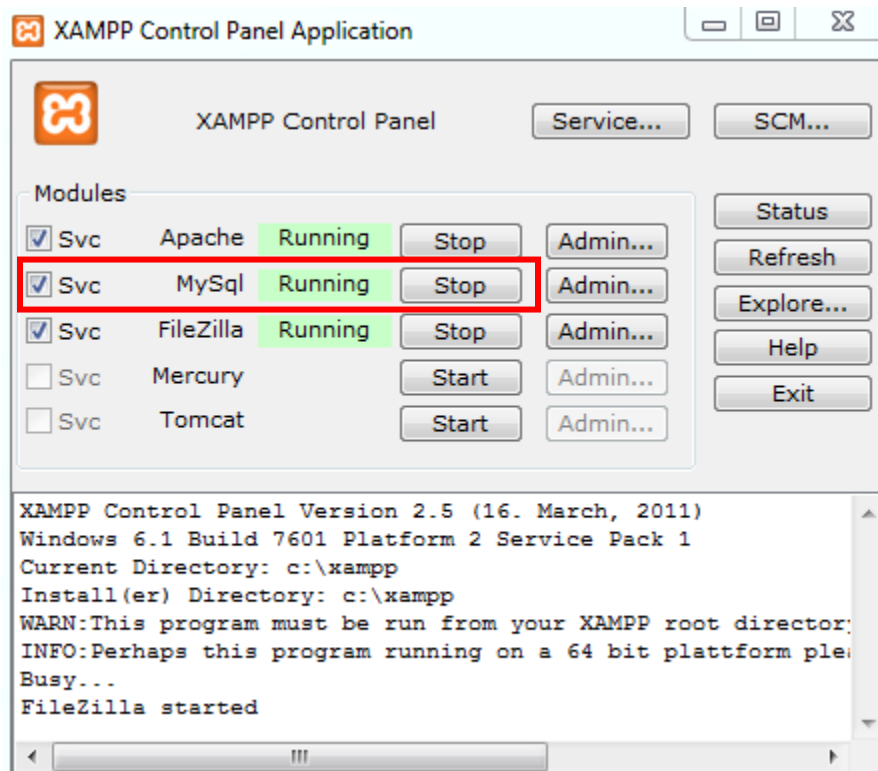 XAMPP Control Panel Application
XAMPP Control Panel Service... SCM...
Modules
Svc Apache Running Stop Admin...
Svc MySql Running Stop Admin...
Svc FileZilla Running Stop Admin...
Svc Mercury Start Admin...
Svc Tomcat Start Admin...
Status
Refresh
Explore...
Help
Exit
XAMPP Control Panel Version 2.5 (16. March, 2011)
Windows 6.1 Build 7601 Platform 2 Service Pack 1
Current Directory: c:\xampp
Install(er) Directory: c:\xampp
WARN:This program must be run from your XAMPP root
INFO:Perhaps this program running on a 64 bit plattform
Busy...
FileZilla started